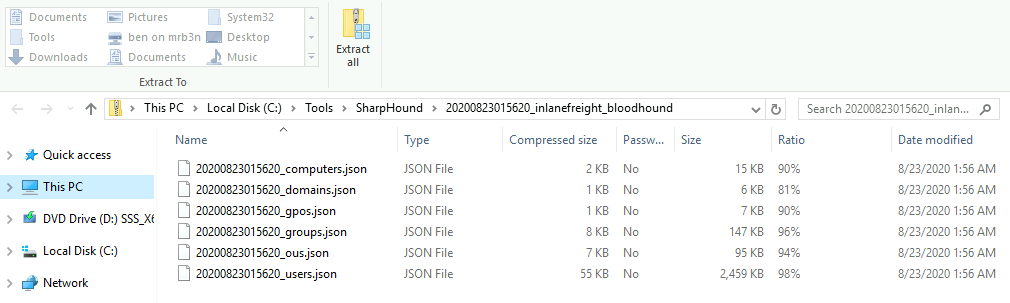 Documents Pictures System32
Tools ben on mrb3n Desktop
Downloads Documents Music
Extract To
Extract all
This PC > Local Disk (C:) > Tools > SharpHound > 20200823015620_inlanefreight_bloodhound
Search 20200823015620_inlan...
Name Type Compressed size Passw... Size Ratio Date modified
Quick access
This PC
DVD Drive (D:) SSS_X6
Local Disk (C:)
Network
20200823015620_computers.json JSON File 2 KB No 15 KB 90% 8/23/2020 1:56 AM
20200823015620_domains.json JSON File 1 KB No 6 KB 81% 8/23/2020 1:56 AM
20200823015620_gpos.json JSON File 1 KB No 7 KB 90% 8/23/2020 1:56 AM
20200823015620_groups.json JSON File 8 KB No 147 KB 96% 8/23/2020 1:56 AM
20200823015620_ous.json JSON File 7 KB No 95 KB 94% 8/23/2020 1:56 AM
20200823015620_users.json JSON File 55 KB No 2,459 KB 98% 8/23/2020 1:56 AM